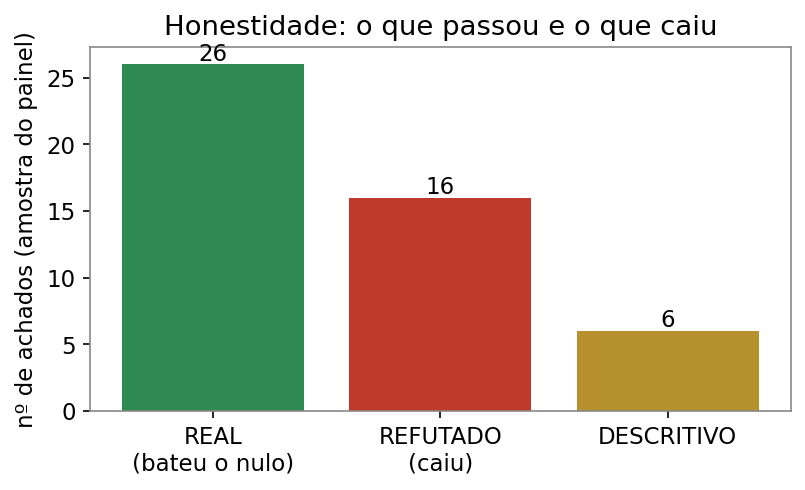 Honestidade: o que passou e o que caiu
nº de achados (amostra do painel)
25
20
15
10
5
0
26
16
6
REAL
(bateu o nulo)
REFUTADO
(caiu)
DESCRITIVO